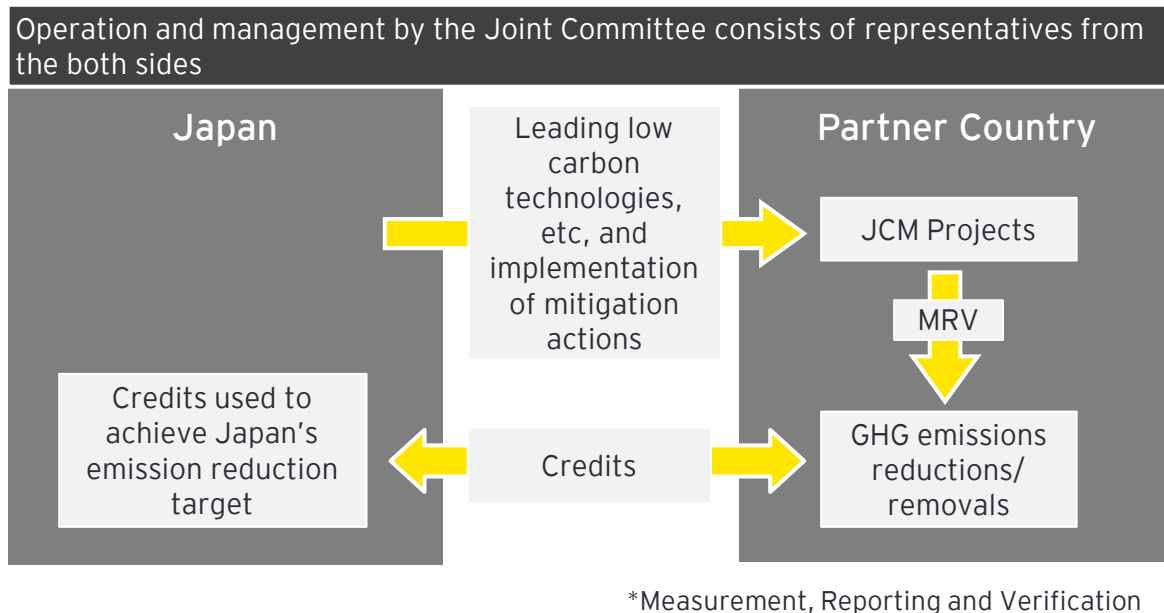 Operation and management by the Joint Committee consists of representatives from
the both sides
Japan
Leading low
carbon
technologies,
etc, and
implementation
of mitigation
actions
Partner Country
JCM Projects
MRV
Credits used to
achieve Japan's
emission reduction
target
Credits
GHG emissions
reductions/
removals
*Measurement, Reporting and Verification